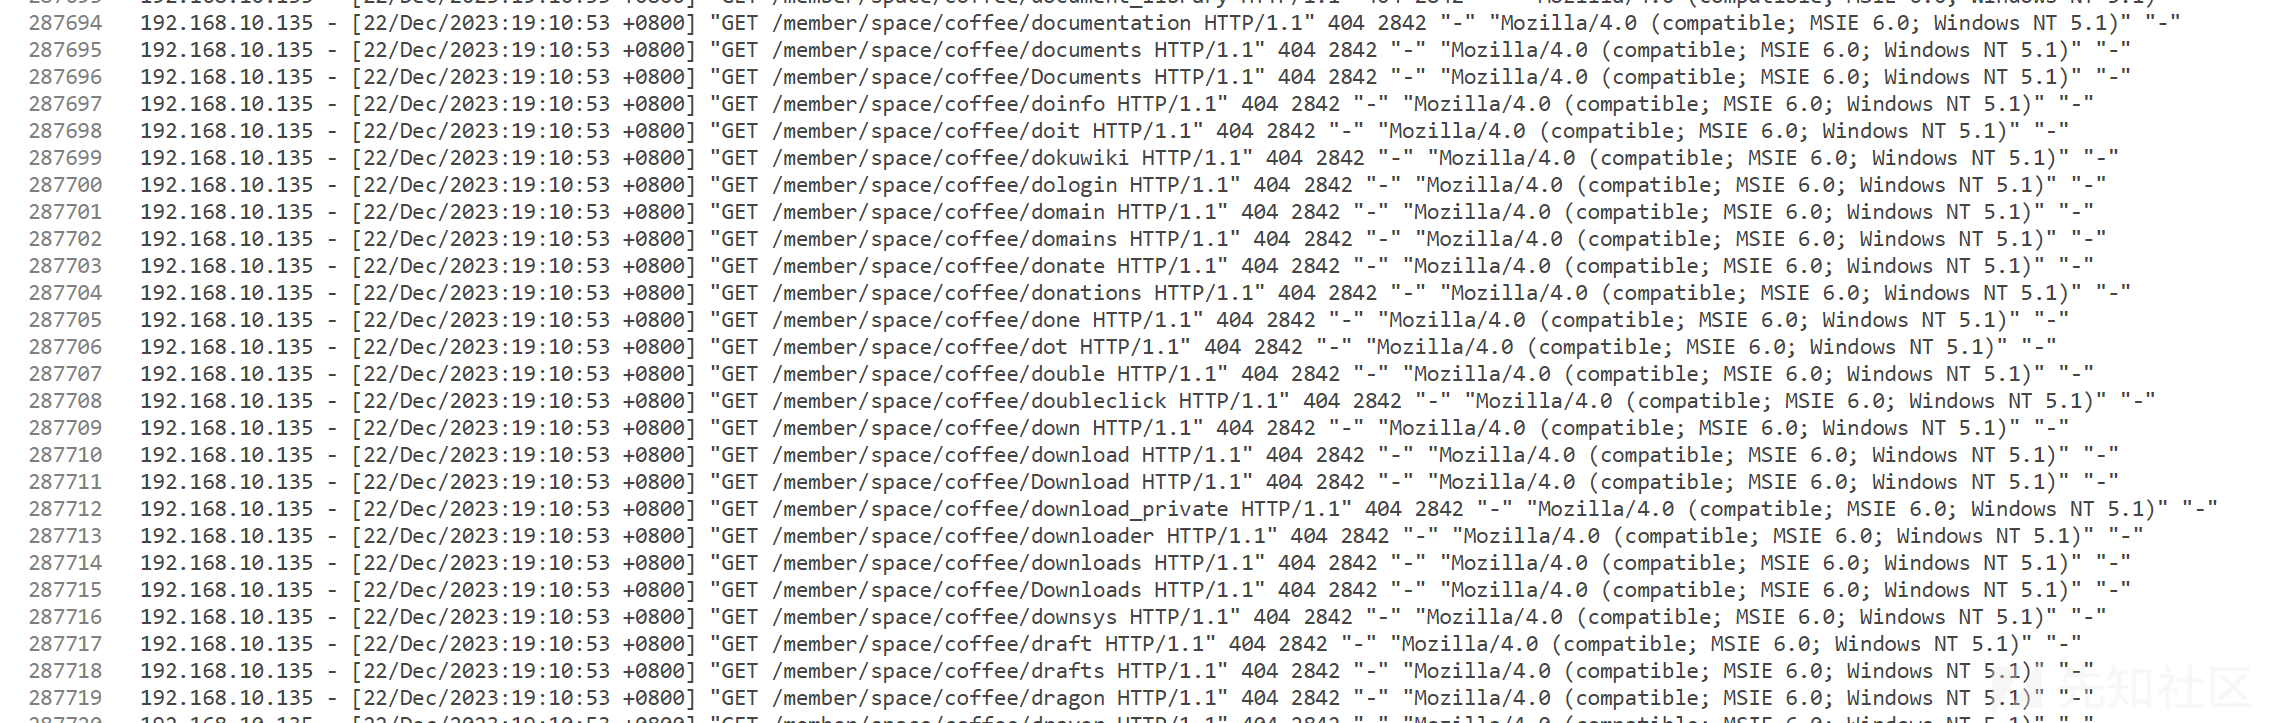 192.168.10.135 - [22/Dec/2023:19:10:53 +0800] "GET /member/space/coffee/document_library HTTP/1.1" 404 2842 "-" "Mozilla/4.0 (compatible; MSIE 6.0; Windows NT 5.1)"
287694 192.168.10.135 - [22/Dec/2023:19:10:53 +0800] "GET /member/space/coffee/documentation HTTP/1.1" 404 2842 "-" "Mozilla/4.0 (compatible; MSIE 6.0; Windows NT 5.1)" "-"
287695 192.168.10.135 - [22/Dec/2023:19:10:53 +0800] "GET /member/space/coffee/documents HTTP/1.1" 404 2842 "-" "Mozilla/4.0 (compatible; MSIE 6.0; Windows NT 5.1)" "-"
287696 192.168.10.135 - [22/Dec/2023:19:10:53 +0800] "GET /member/space/coffee/Documents HTTP/1.1" 404 2842 "-" "Mozilla/4.0 (compatible; MSIE 6.0; Windows NT 5.1)" "-"
287697 192.168.10.135 - [22/Dec/2023:19:10:53 +0800] "GET /member/space/coffee/doinfo HTTP/1.1" 404 2842 "-" "Mozilla/4.0 (compatible; MSIE 6.0; Windows NT 5.1)" "-"
287698 192.168.10.135 - [22/Dec/2023:19:10:53 +0800] "GET /member/space/coffee/doit HTTP/1.1" 404 2842 "-" "Mozilla/4.0 (compatible; MSIE 6.0; Windows NT 5.1)" "-"
287699 192.168.10.135 - [22/Dec/2023:19:10:53 +0800] "GET /member/space/coffee/dokuwiki HTTP/1.1" 404 2842 "-" "Mozilla/4.0 (compatible; MSIE 6.0; Windows NT 5.1)" "-"
287700 192.168.10.135 - [22/Dec/2023:19:10:53 +0800] "GET /member/space/coffee/dologin HTTP/1.1" 404 2842 "-" "Mozilla/4.0 (compatible; MSIE 6.0; Windows NT 5.1)" "-"
287701 192.168.10.135 - [22/Dec/2023:19:10:53 +0800] "GET /member/space/coffee/domain HTTP/1.1" 404 2842 "-" "Mozilla/4.0 (compatible; MSIE 6.0; Windows NT 5.1)" "-"
287702 192.168.10.135 - [22/Dec/2023:19:10:53 +0800] "GET /member/space/coffee/domains HTTP/1.1" 404 2842 "-" "Mozilla/4.0 (compatible; MSIE 6.0; Windows NT 5.1)" "-"
287703 192.168.10.135 - [22/Dec/2023:19:10:53 +0800] "GET /member/space/coffee/donate HTTP/1.1" 404 2842 "-" "Mozilla/4.0 (compatible; MSIE 6.0; Windows NT 5.1)" "-"
287704 192.168.10.135 - [22/Dec/2023:19:10:53 +0800] "GET /member/space/coffee/donations HTTP/1.1" 404 2842 "-" "Mozilla/4.0 (compatible; MSIE 6.0; Windows NT 5.1)" "-"
287705 192.168.10.135 - [22/Dec/2023:19:10:53 +0800] "GET /member/space/coffee/done HTTP/1.1" 404 2842 "-" "Mozilla/4.0 (compatible; MSIE 6.0; Windows NT 5.1)" "-"
287706 192.168.10.135 - [22/Dec/2023:19:10:53 +0800] "GET /member/space/coffee/dot HTTP/1.1" 404 2842 "-" "Mozilla/4.0 (compatible; MSIE 6.0; Windows NT 5.1)" "-"
287707 192.168.10.135 - [22/Dec/2023:19:10:53 +0800] "GET /member/space/coffee/double HTTP/1.1" 404 2842 "-" "Mozilla/4.0 (compatible; MSIE 6.0; Windows NT 5.1)" "-"
287708 192.168.10.135 - [22/Dec/2023:19:10:53 +0800] "GET /member/space/coffee/doubleclick HTTP/1.1" 404 2842 "-" "Mozilla/4.0 (compatible; MSIE 6.0; Windows NT 5.1)" "-"
287709 192.168.10.135 - [22/Dec/2023:19:10:53 +0800] "GET /member/space/coffee/down HTTP/1.1" 404 2842 "-" "Mozilla/4.0 (compatible; MSIE 6.0; Windows NT 5.1)" "-"
287710 192.168.10.135 - [22/Dec/2023:19:10:53 +0800] "GET /member/space/coffee/download HTTP/1.1" 404 2842 "-" "Mozilla/4.0 (compatible; MSIE 6.0; Windows NT 5.1)" "-"
287711 192.168.10.135 - [22/Dec/2023:19:10:53 +0800] "GET /member/space/coffee/Download HTTP/1.1" 404 2842 "-" "Mozilla/4.0 (compatible; MSIE 6.0; Windows NT 5.1)" "-"
287712 192.168.10.135 - [22/Dec/2023:19:10:53 +0800] "GET /member/space/coffee/download_private HTTP/1.1" 404 2842 "-" "Mozilla/4.0 (compatible; MSIE 6.0; Windows NT 5.1)" "-"
287713 192.168.10.135 - [22/Dec/2023:19:10:53 +0800] "GET /member/space/coffee/downloader HTTP/1.1" 404 2842 "-" "Mozilla/4.0 (compatible; MSIE 6.0; Windows NT 5.1)" "-"
287714 192.168.10.135 - [22/Dec/2023:19:10:53 +0800] "GET /member/space/coffee/downloads HTTP/1.1" 404 2842 "-" "Mozilla/4.0 (compatible; MSIE 6.0; Windows NT 5.1)" "-"
287715 192.168.10.135 - [22/Dec/2023:19:10:53 +0800] "GET /member/space/coffee/Downloads HTTP/1.1" 404 2842 "-" "Mozilla/4.0 (compatible; MSIE 6.0; Windows NT 5.1)" "-"
287716 192.168.10.135 - [22/Dec/2023:19:10:53 +0800] "GET /member/space/coffee/downsys HTTP/1.1" 404 2842 "-" "Mozilla/4.0 (compatible; MSIE 6.0; Windows NT 5.1)" "-"
287717 192.168.10.135 - [22/Dec/2023:19:10:53 +0800] "GET /member/space/coffee/draft HTTP/1.1" 404 2842 "-" "Mozilla/4.0 (compatible; MSIE 6.0; Windows NT 5.1)" "-"
287718 192.168.10.135 - [22/Dec/2023:19:10:53 +0800] "GET /member/space/coffee/drafts HTTP/1.1" 404 2842 "-" "Mozilla/4.0 (compatible; MSIE 6.0; Windows NT 5.1)" "-"
287719 192.168.10.135 - [22/Dec/2023:19:10:53 +0800] "GET /member/space/coffee/dragon HTTP/1.1" 404 2842 "-" "Mozilla/4.0 (compatible; MSIE 6.0; Windows NT 5.1)" "-"
先知社区